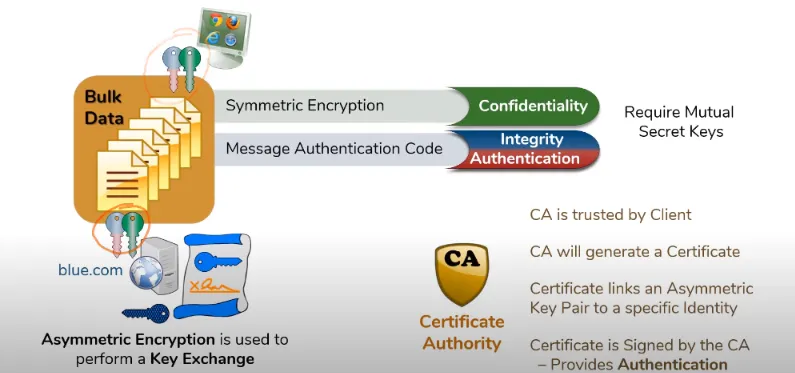 Bulk
Data
Symmetric Encryption
Confidentiality
Message Authentication Code
Integrity
Authentication
Require Mutual
Secret Keys
blue.com
Asymmetric Encryption is used to
perform a Key Exchange
CA
Certificate
Authority
CA is trusted by Client
CA will generate a Certificate
Certificate links an Asymmetric
Key Pair to a specific Identity
Certificate is Signed by the CA
– Provides Authentication